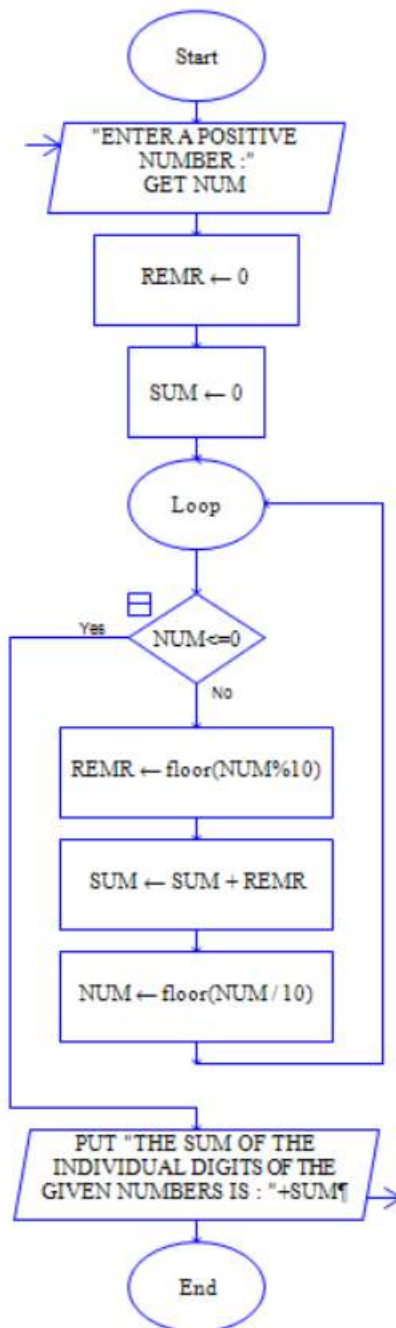 Start
"ENTER A POSITIVE
NUMBER :"
GET NUM
REMR ← 0
SUM ← 0
Loop
Yes
NUM<=0
No
REMR ← floor(NUM%10)
SUM ← SUM + REMR
NUM ← floor(NUM / 10)
PUT "THE SUM OF THE
INDIVIDUAL DIGITS OF THE
GIVEN NUMBERS IS : "+SUM¶
End